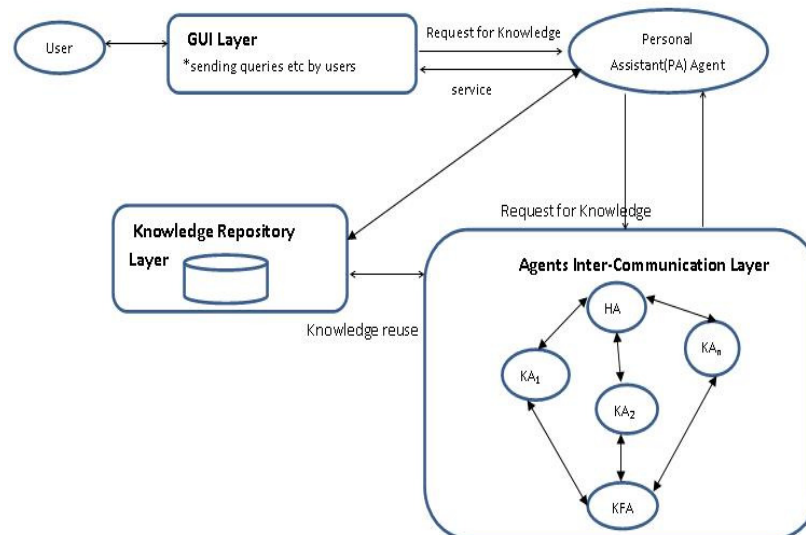 User
GUI Layer
*sending queries etc by users
Request for Knowledge
service
Personal
Assistant(PA) Agent
Knowledge Repository
Layer
Knowledge reuse
Request for Knowledge
Agents Inter-Communication Layer
HA
KA₁
KA₂
KAₙ
KFA